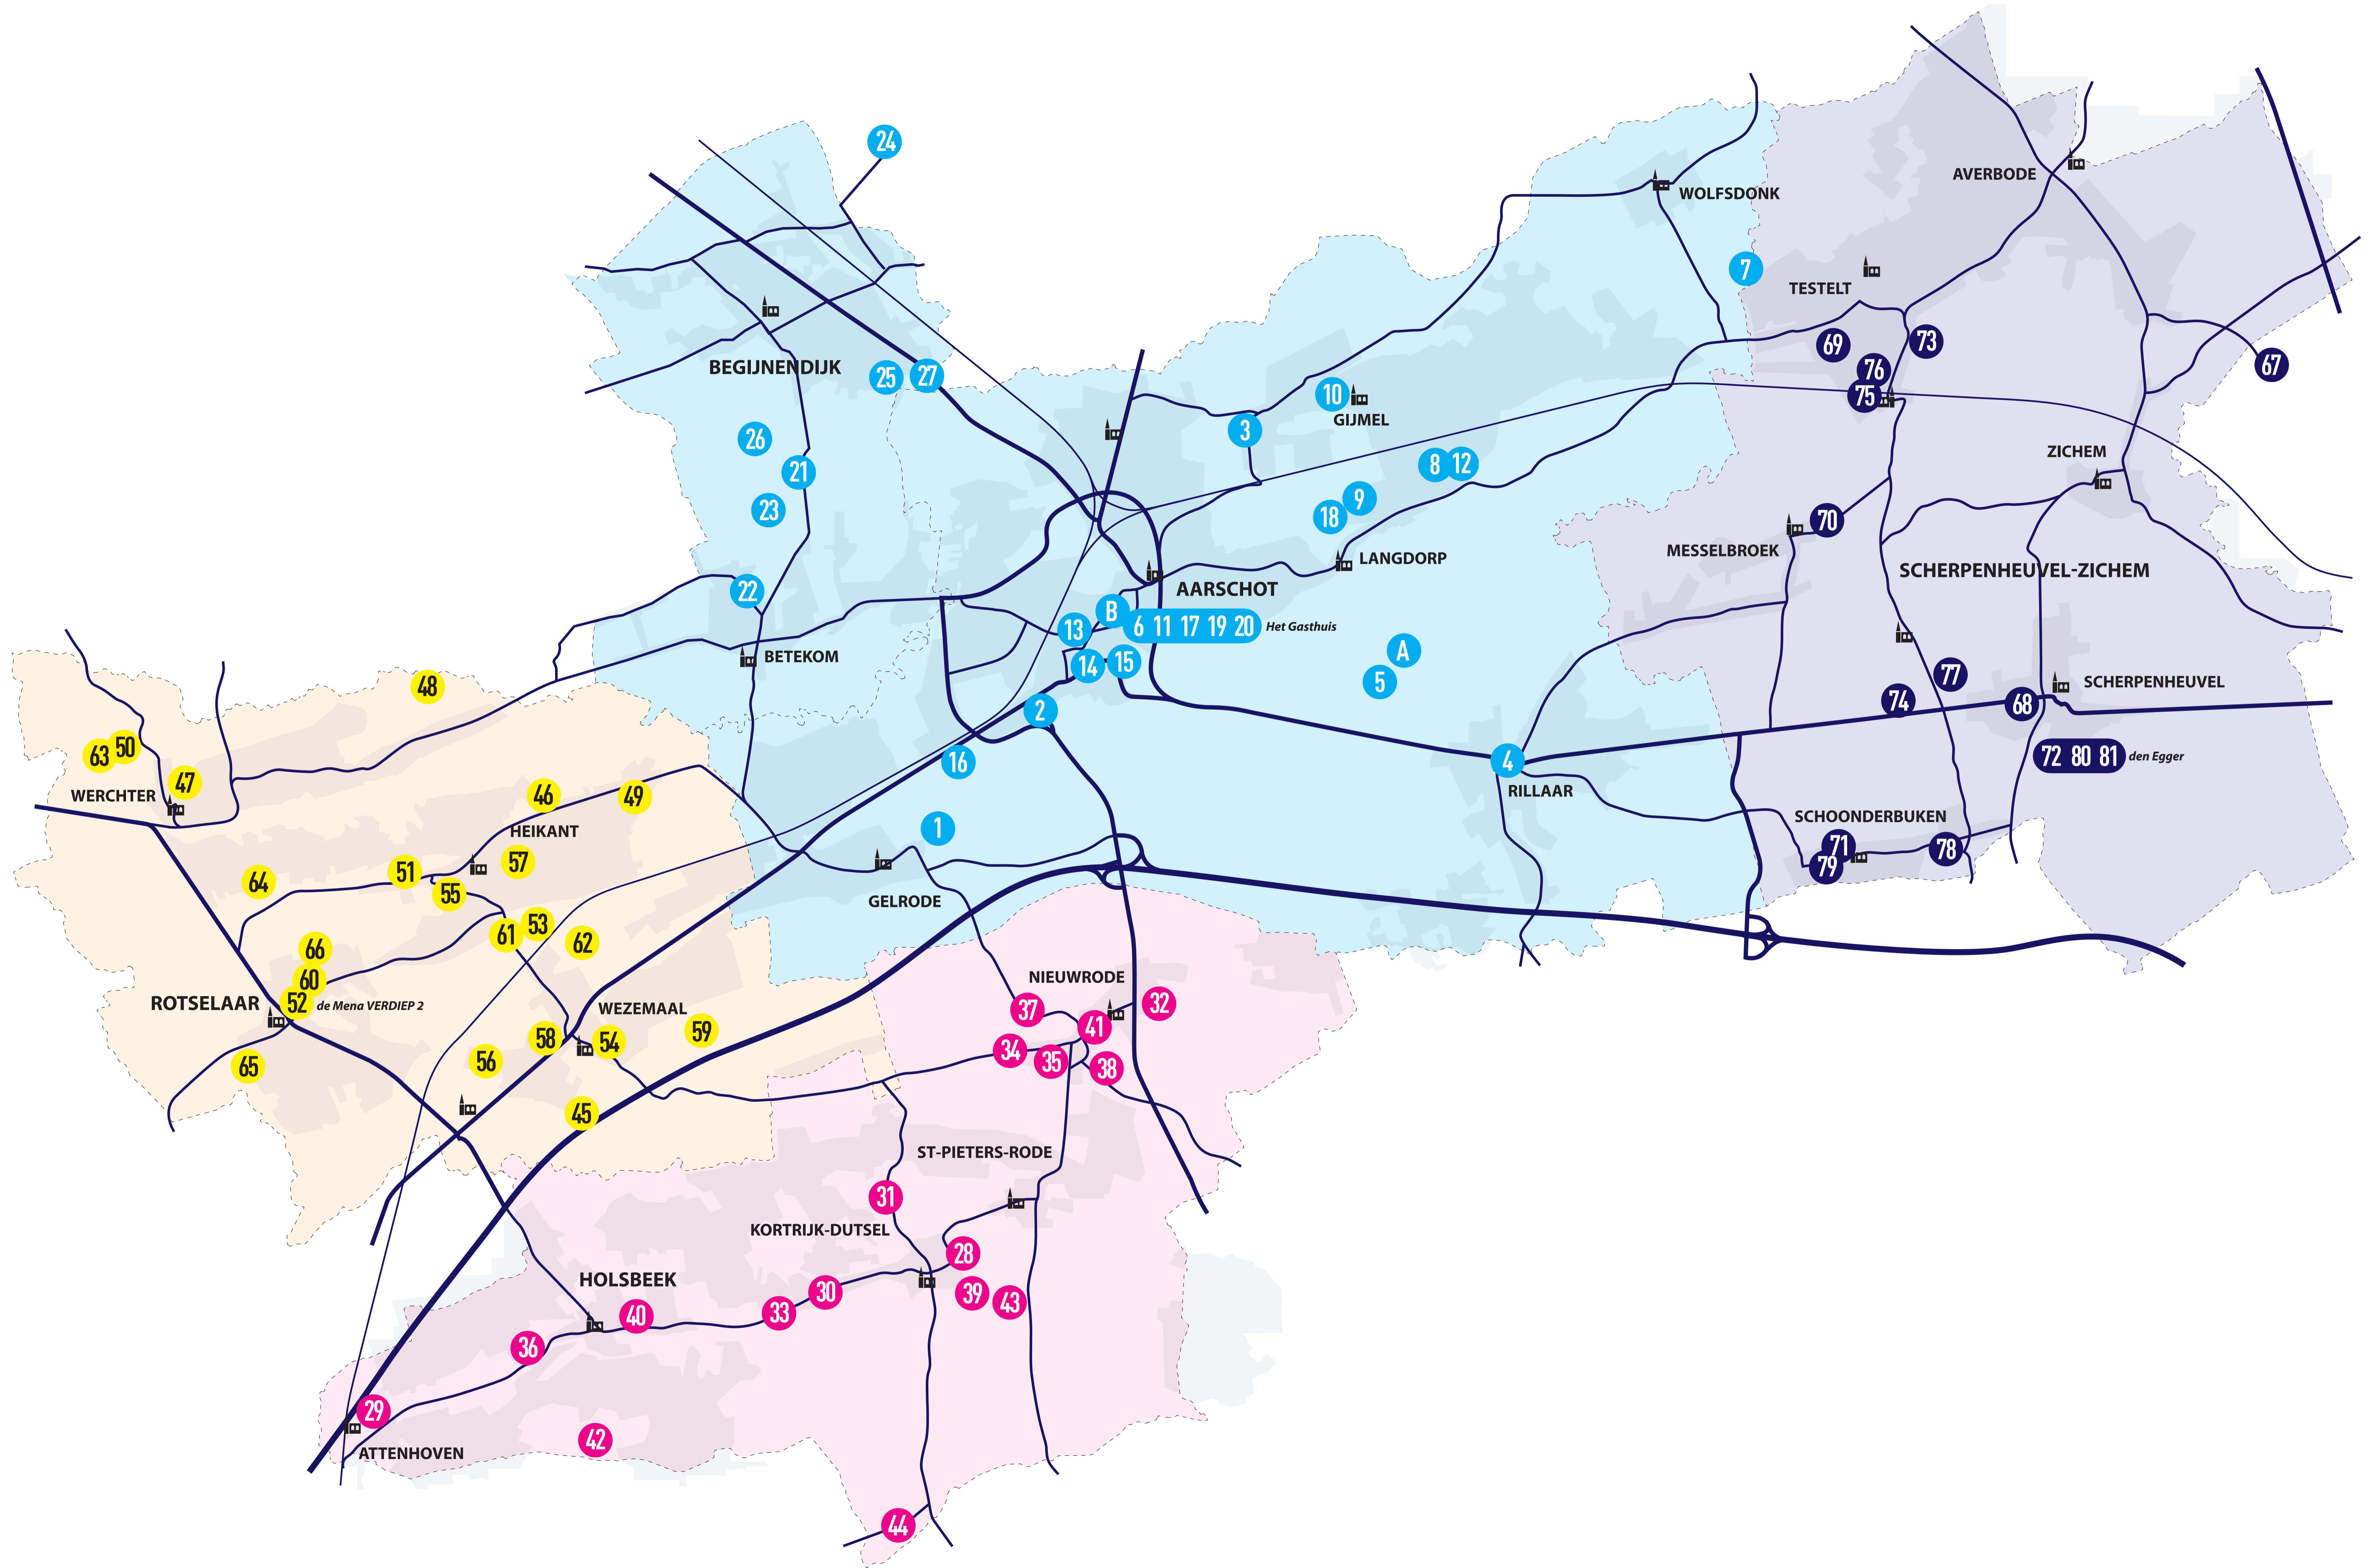 24
WOLFSDONK
AVERBODE
7
TESTELT
BEGIJNENDIJK
25
27
69
73
76
75
67
10
GIJMEL
3
26
21
23
8
12
9
18
ZICHEM
70
MESSELBROEK
LANGDORP
SCHERPENHEUVEL-ZICHEM
22
AARSCHOT
B
13
6 11 17 19 20 Het Gasthuis
BETEKOM
14
15
A
5
77
74
68
SCHERPENHEUVEL
48
2
63
50
16
4
72 80 81 den Egger
47
WERCHTER
46
49
RILLAAR
HEIKANT
1
SCHOONDERBUKEN
71
79
78
57
51
64
55
GELRODE
53
61
62
66
60
ROTSELAAR
52
de Mena VERDIEP 2
NIEUWRODE
37
32
WEZEMAAL
41
58
54
59
56
65
34
35
38
45
ST-PIETERS-RODE
31
KORTRIJK-DUTSEL
28
HOLSBEEK
30
39
43
33
40
36
29
42
ATTENHOVEN
44